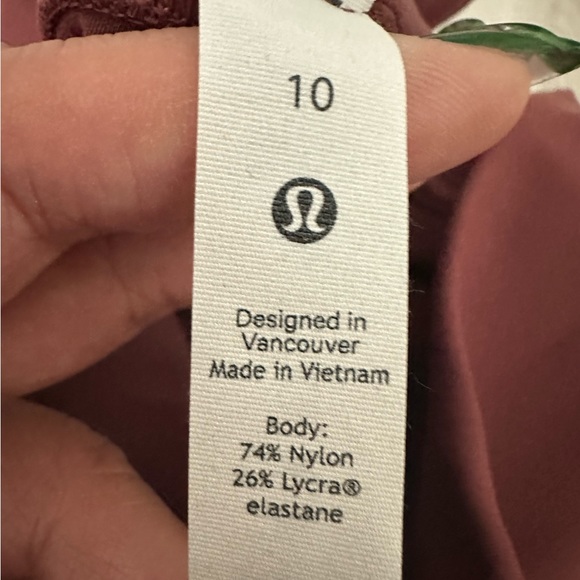 10
Designed in
Vancouver
Made in Vietnam
Body:
74% Nylon
26% Lycra®
elastane